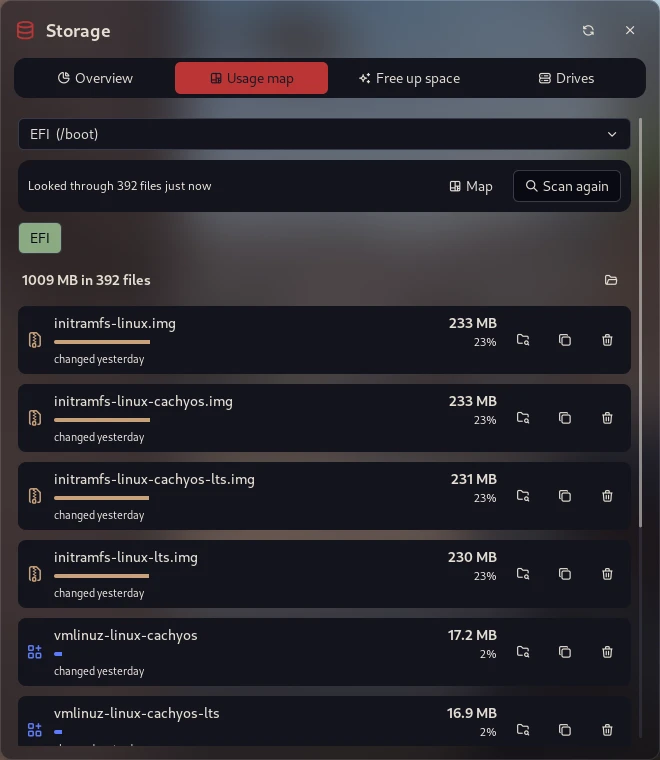 Storage
Overview
Usage map
Free up space
Drives
EFI (/boot)
Looked through 392 files just now
Map
Scan again
EFI
1009 MB in 392 files
initramfs-linux.img
233 MB
23%
changed yesterday
initramfs-linux-cachyos.img
233 MB
23%
changed yesterday
initramfs-linux-cachyos-lts.img
231 MB
23%
changed yesterday
initramfs-linux-lts.img
230 MB
23%
changed yesterday
vmlinuz-linux-cachyos
17.2 MB
2%
changed yesterday
vmlinuz-linux-cachyos-lts
16.9 MB
2%